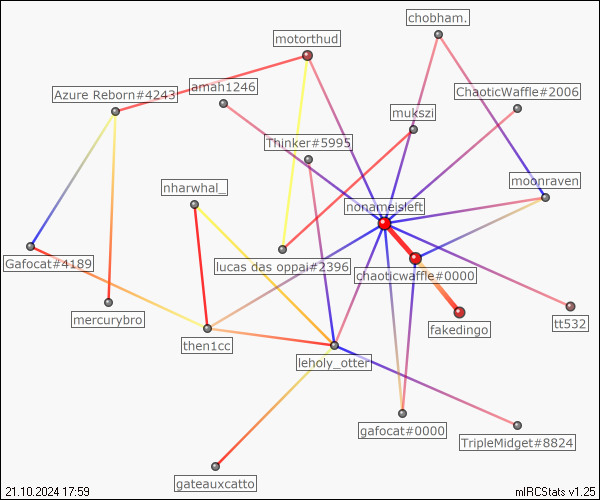 chobham.
motorthud
Azure Reborn#4243
amah1246
ChaoticWaffle#2006
mukszi
Thinker#5995
nharwhal_
moonraven
nonameisleft
Gafocat#4189
lucas das oppai#2396
chaoticwaffle#0000
mercurybro
fakedingo
tt532
then1cc
leholy_otter
gafocat#0000
TripleMidget#8824
gateauxcatto
21.10.2024 17:59
mIRCStats v1.25